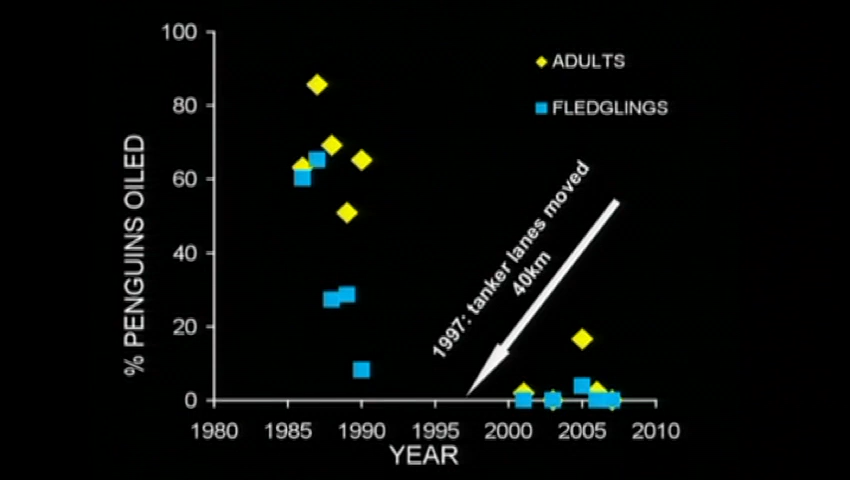 100
80
60
40
20
0
% PENGUINS OILED
ADULTS
FLEDGLINGS
1997: tanker lanes moved
40km
1980 1985 1990 1995 2000 2005 2010
YEAR